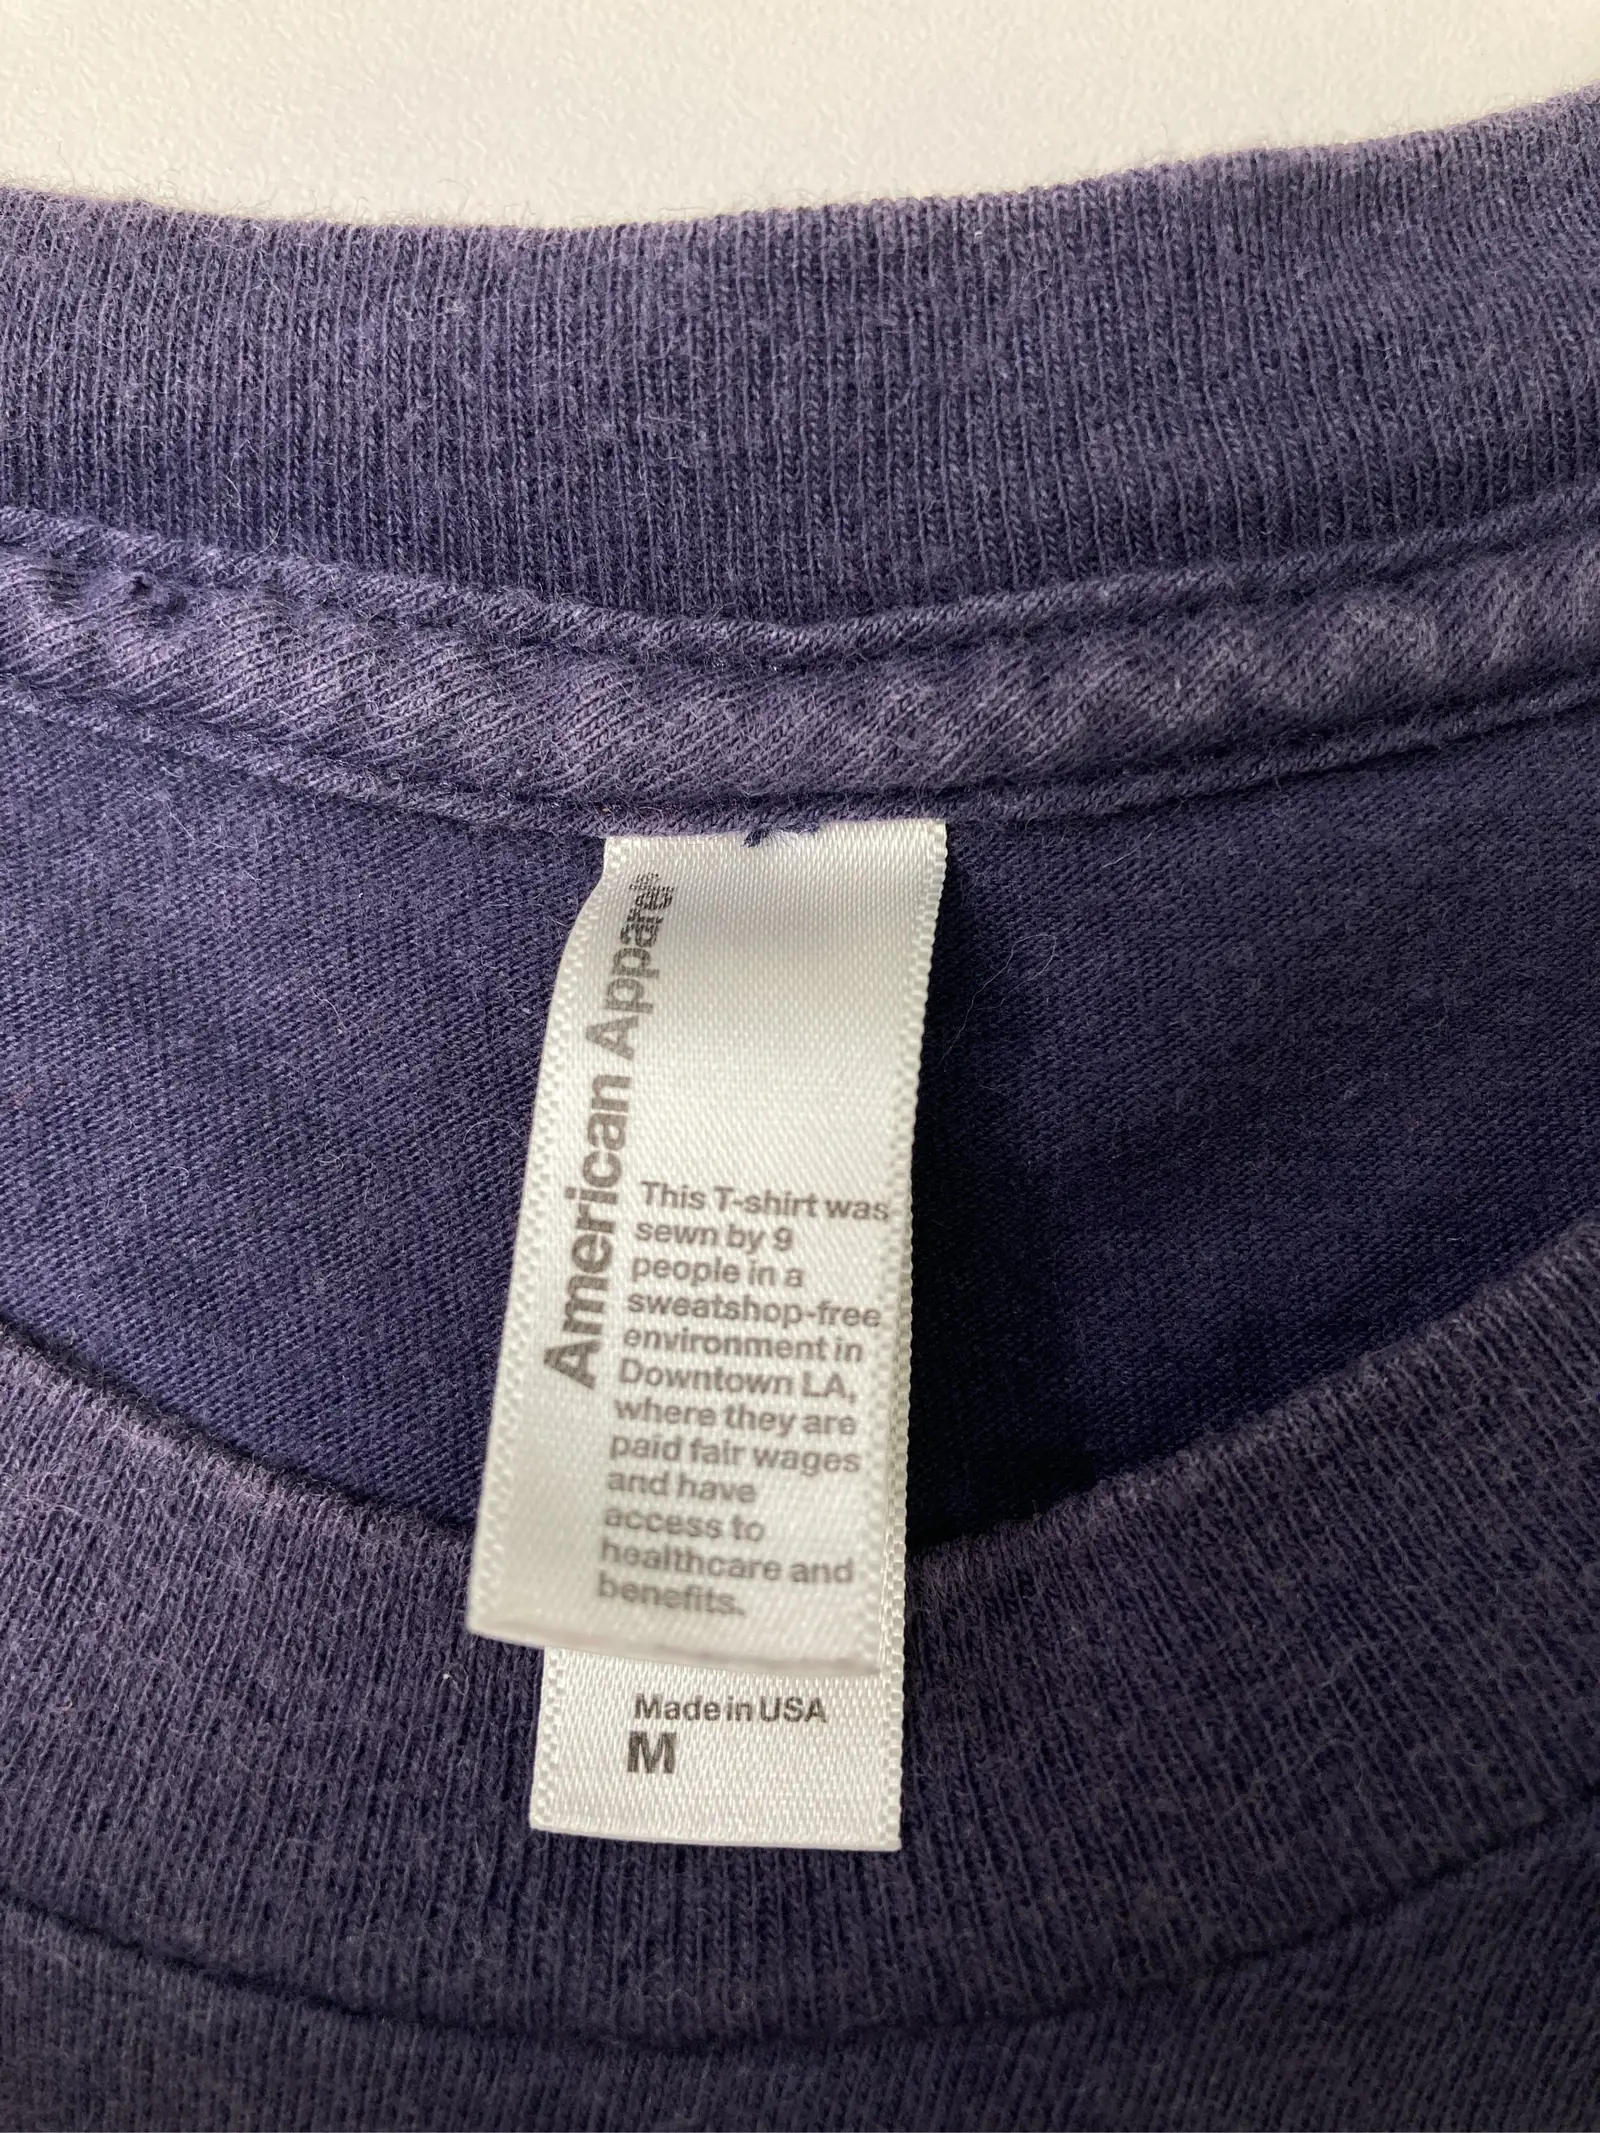 American Apparel®
This T-shirt was
sewn by 9
people in a
sweatshop-free
environment in
Downtown LA,
where they are
paid fair wages
and have
access to
healthcare and
benefits.
Made in USA
M